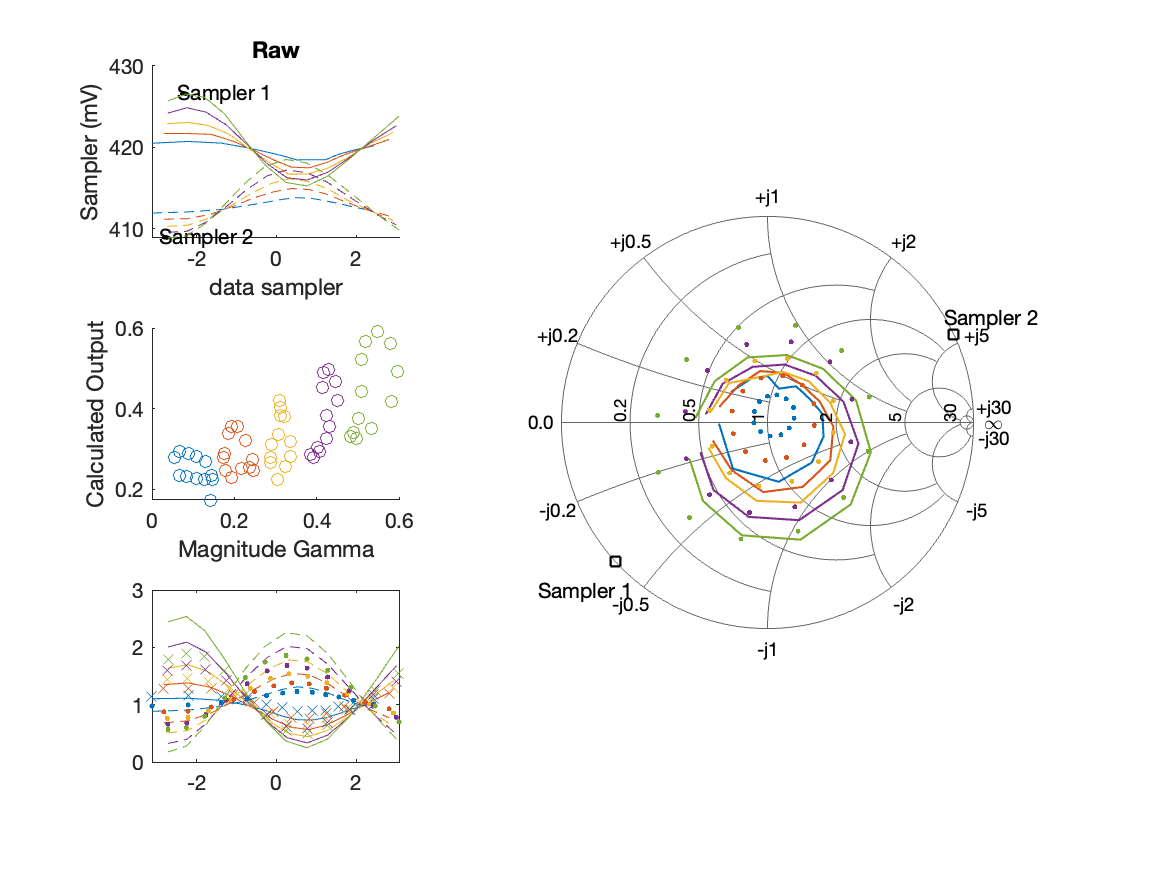 Raw
430
420
410
Sampler (mV)
Sampler 1
Sampler 2
-2
0
2
data sampler
0.6
0.4
0.2
Calculated Output
0
0.2
0.4
0.6
Magnitude Gamma
3
2
1
0
-2
0
2
+j1
+j0.5
+j2
Sampler 2
+j0.2
+j5
0.0
0.2
0.5
1
2
5
30
+j30
∞
-j30
-j0.2
-j5
Sampler 1
-j0.5
-j2
-j1